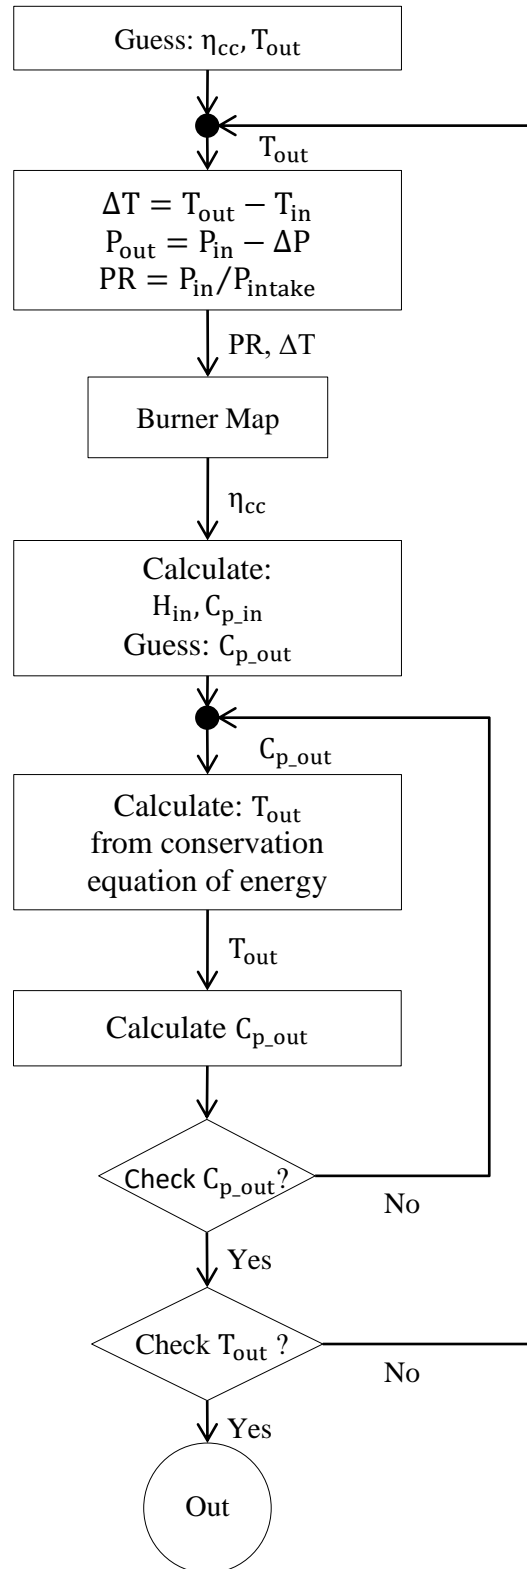 Guess: η_cc, T_out
T_out
ΔT = T_out − T_in
P_out = P_in − ΔP
PR = P_in/P_intake
PR, ΔT
Burner Map
η_cc
Calculate:
H_in, C_p_in
Guess: C_p_out
C_p_out
Calculate: T_out
from conservation
equation of energy
T_out
Calculate C_p_out
Check C_p_out?
No
Yes
Check T_out ?
No
Yes
Out